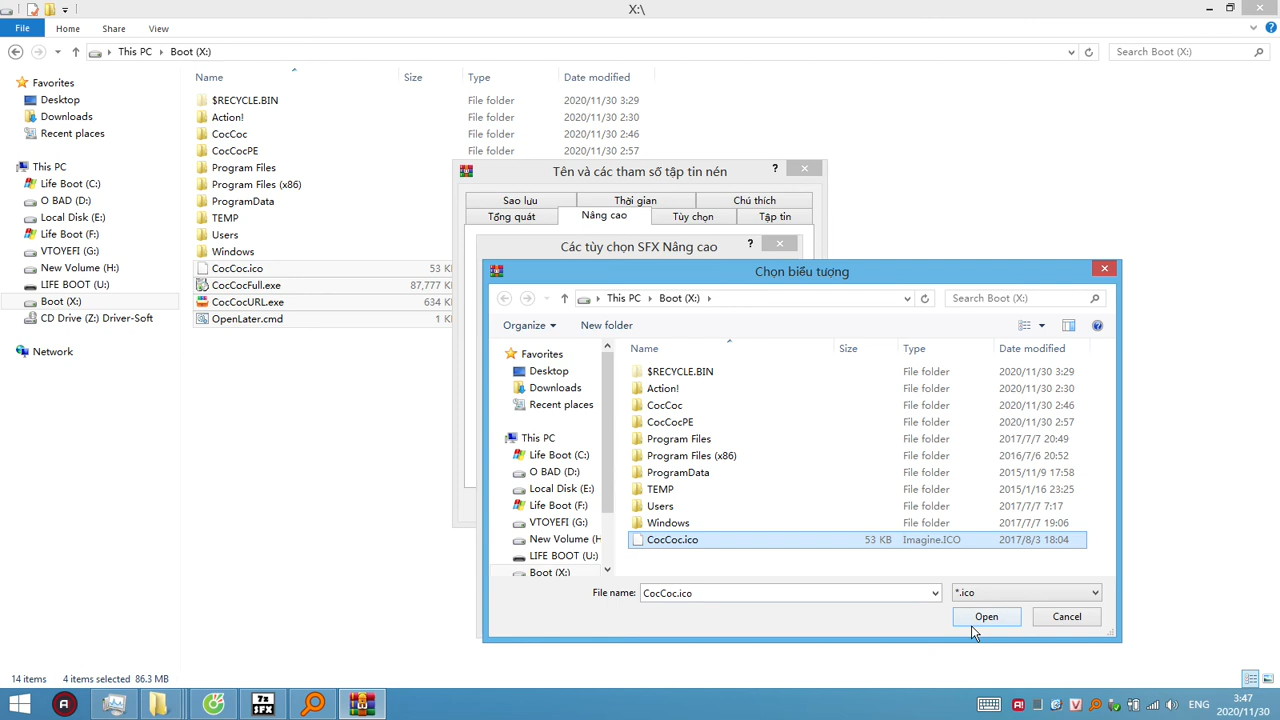 X:\
File Home Share View
This PC Boot (X:) Search Boot (X:)
Name Size Type Date modified
Favorites
Desktop
Downloads
Recent places
This PC
Life Boot (C:)
O BAD (D:)
Local Disk (E:)
Life Boot (F:)
VTOYEFI (G:)
New Volume (H:)
LIFE BOOT (U:)
Boot (X:)
CD Drive (Z:) Driver-Soft
Network
$RECYCLE.BIN File folder 2020/11/30 3:29
Action! File folder 2020/11/30 2:30
CocCoc File folder 2020/11/30 2:46
CocCocPE File folder 2020/11/30 2:57
Program Files
Program Files (x86)
ProgramData
TEMP
Users
Windows
CocCoc.ico 53 K
CocCocFull.exe 87,777 K
CocCocURL.exe 634 K
OpenLater.cmd 1 K
Tên và các tham số tập tin nén ?
Sao lưu Thời gian Chú thích
Tổng quát Nâng cao Tùy chọn Tập tin
Các tùy chọn SFX Nâng cao ?
Chọn biểu tượng
This PC Boot (X:) Search Boot (X:)
Organize New folder
Name Size Type Date modified
Favorites
Desktop
Downloads
Recent places
This PC
Life Boot (C:)
O BAD (D:)
Local Disk (E:)
Life Boot (F:)
VTOYEFI (G:)
New Volume (H
LIFE BOOT (U:)
Boot (X:)
$RECYCLE.BIN File folder 2020/11/30 3:29
Action! File folder 2020/11/30 2:30
CocCoc File folder 2020/11/30 2:46
CocCocPE File folder 2020/11/30 2:57
Program Files File folder 2017/7/7 20:49
Program Files (x86) File folder 2016/7/6 20:52
ProgramData File folder 2015/11/9 17:58
TEMP File folder 2015/1/16 23:25
Users File folder 2017/7/7 7:17
Windows File folder 2017/7/7 19:06
CocCoc.ico 53 KB Imagine.ICO 2017/8/3 18:04
File name: CocCoc.ico *.ico
Open Cancel
14 items 4 items selected 86.3 MB
7z SFX
ENG
3:47
2020/11/30